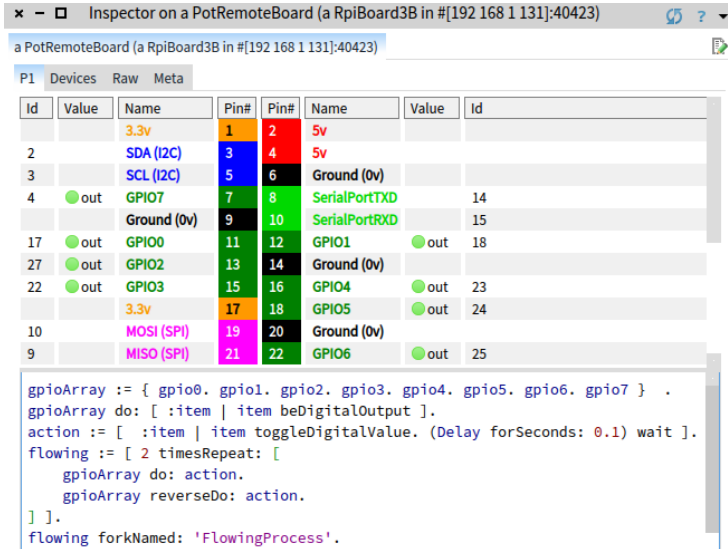 Inspector on a PotRemoteBoard (a RpiBoard3B in #[192 168 1 131]:40423)
a PotRemoteBoard (a RpiBoard3B in #[192 168 1 131]:40423)
P1 Devices Raw Meta
Id Value Name Pin# Pin# Name Value Id
3.3v 1 2 5v
2 SDA (I2C) 3 4 5v
3 SCL (I2C) 5 6 Ground (0v)
4 out GPIO7 7 8 SerialPortTXD 14
Ground (0v) 9 10 SerialPortRXD 15
17 out GPIO0 11 12 GPIO1 out 18
27 out GPIO2 13 14 Ground (0v)
22 out GPIO3 15 16 GPIO4 out 23
3.3v 17 18 GPIO5 out 24
10 MOSI (SPI) 19 20 Ground (0v)
9 MISO (SPI) 21 22 GPIO6 out 25
gpioArray := { gpio0. gpio1. gpio2. gpio3. gpio4. gpio5. gpio6. gpio7 } .
gpioArray do: [ :item | item beDigitalOutput ].
action := [ :item | item toggleDigitalValue. (Delay forSeconds: 0.1) wait ].
flowing := [ 2 timesRepeat: [
gpioArray do: action.
gpioArray reverseDo: action.
] ].
flowing forkNamed: 'FlowingProcess'.